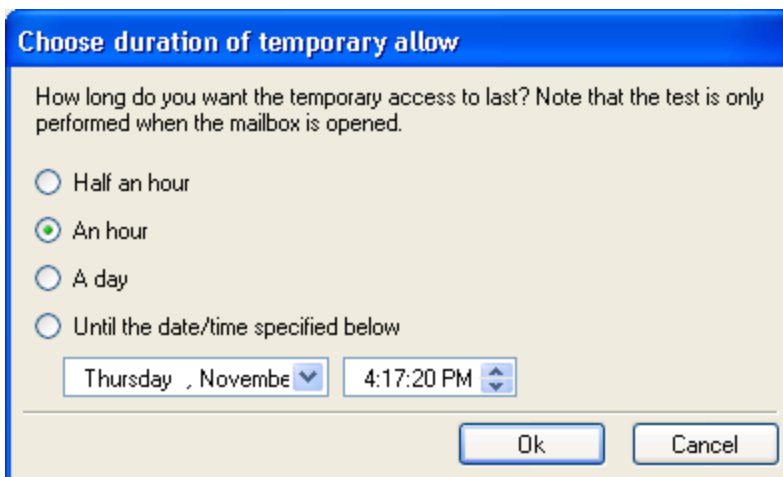 Choose duration of temporary allow
How long do you want the temporary access to last? Note that the test is only
performed when the mailbox is opened.
Half an hour
An hour
A day
Until the date/time specified below
Thursday , Novembe 4:17:20 PM
Ok Cancel